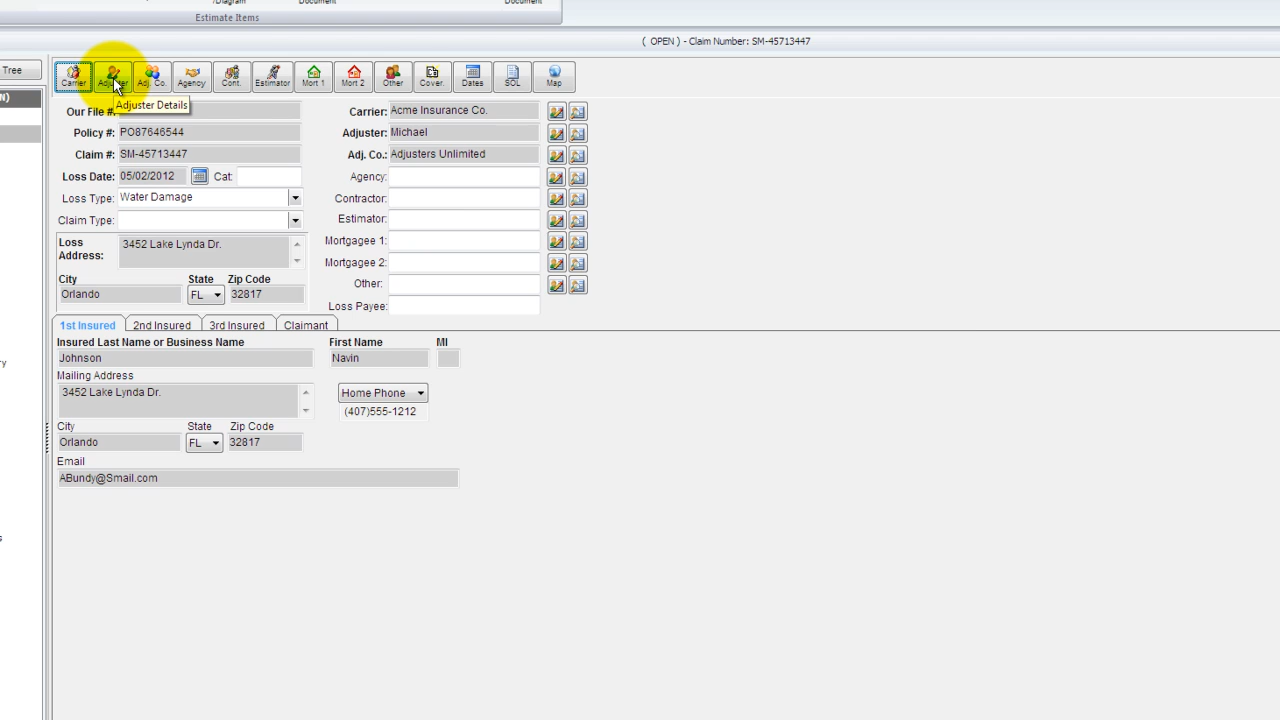 /Diagram Document Document
Estimate Items
( OPEN ) - Claim Number: SM-45713447
Tree
Carrier Adjuster Adj. Co. Agency Cont. Estimator Mort 1 Mort 2 Other Cover. Dates SOL Map
N)
Adjuster Details
Our File #: Carrier: Acme Insurance Co.
Policy #: PO87646544 Adjuster: Michael
Claim #: SM-45713447 Adj. Co.: Adjusters Unlimited
Loss Date: 05/02/2012 Cat: Agency:
Loss Type: Water Damage Contractor:
Claim Type: Estimator:
Loss Address: 3452 Lake Lynda Dr. Mortgagee 1:
Mortgagee 2:
City State Zip Code Other:
Orlando FL 32817 Loss Payee:
1st Insured 2nd Insured 3rd Insured Claimant
Insured Last Name or Business Name First Name MI
Johnson Navin
ry
Mailing Address
3452 Lake Lynda Dr. Home Phone
(407)555-1212
City State Zip Code
Orlando FL 32817
Email
ABundy@Smail.com
s